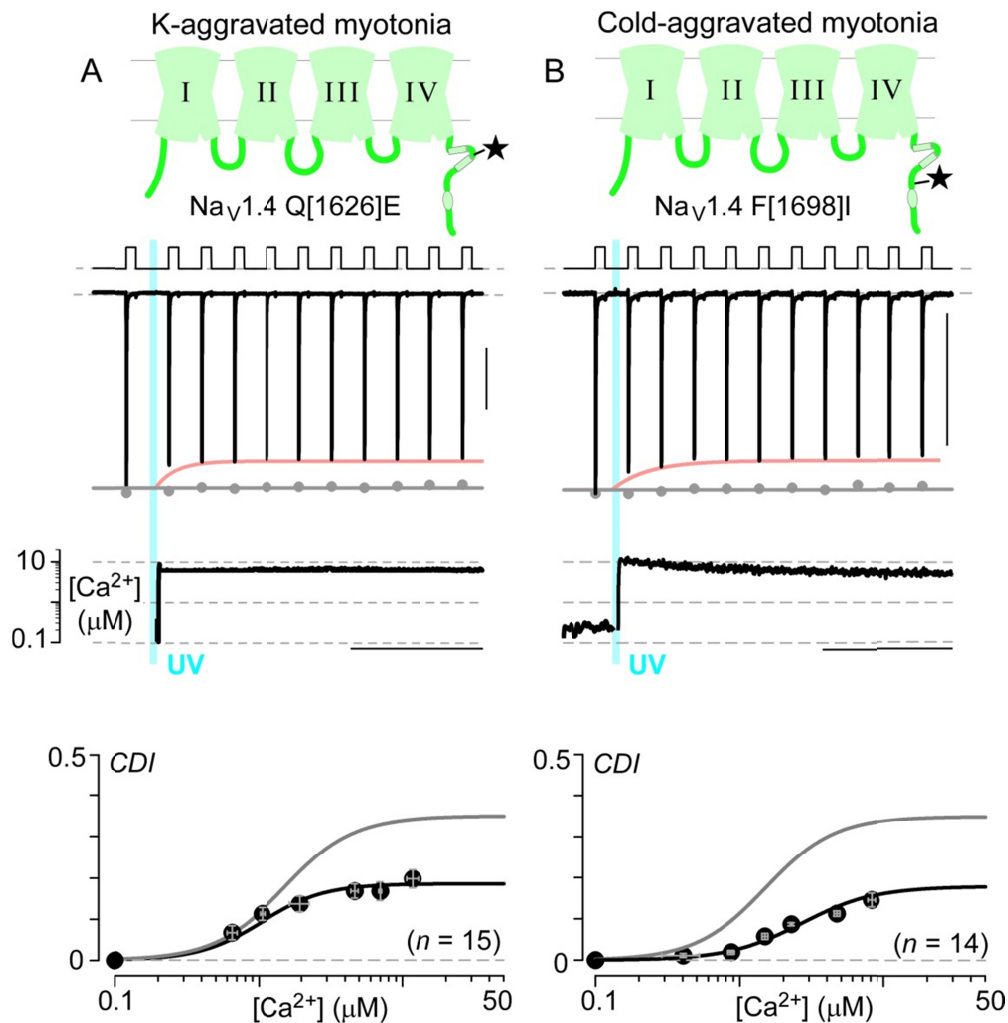 K-aggravated myotonia
A
I II III IV
Na_V1.4 Q[1626]E
10
[Ca²⁺]
(μM)
0.1
UV
0.5
CDI
0
(n = 15)
0.1
[Ca²⁺] (μM)
50
Cold-aggravated myotonia
B
I II III IV
Na_V1.4 F[1698]I
UV
0.5
CDI
0
(n = 14)
0.1
[Ca²⁺] (μM)
50